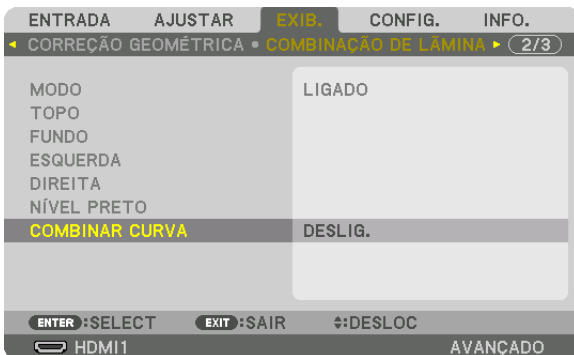 ENTRADA AJUSTAR EXIB. CONFIG. INFO.
CORREÇÃO GEOMÉTRICA • COMBINAÇÃO DE LÃMINA 2/3
MODO LIGADO
TOPO
FUNDO
ESQUERDA
DIREITA
NÍVEL PRETO
COMBINAR CURVA DESLIG.
ENTER :SELECT EXIT :SAIR :DESLOC
HDMI1 AVANÇADO